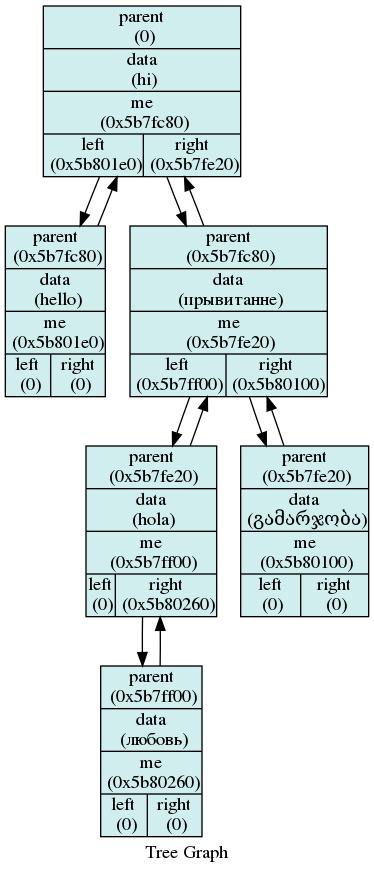 parent
(0)
data
(hi)
me
(0x5b7fc80)
left
(0x5b801e0)
right
(0x5b7fe20)
parent
(0x5b7fc80)
data
(hello)
me
(0x5b801e0)
left
(0)
right
(0)
parent
(0x5b7fc80)
data
(прывитанне)
me
(0x5b7fe20)
left
(0x5b7ff00)
right
(0x5b80100)
parent
(0x5b7fe20)
data
(hola)
me
(0x5b7ff00)
left
(0)
right
(0x5b80260)
parent
(0x5b7fe20)
data
(გამარჯობა)
me
(0x5b80100)
left
(0)
right
(0)
parent
(0x5b7ff00)
data
(любовь)
me
(0x5b80260)
left
(0)
right
(0)
Tree Graph